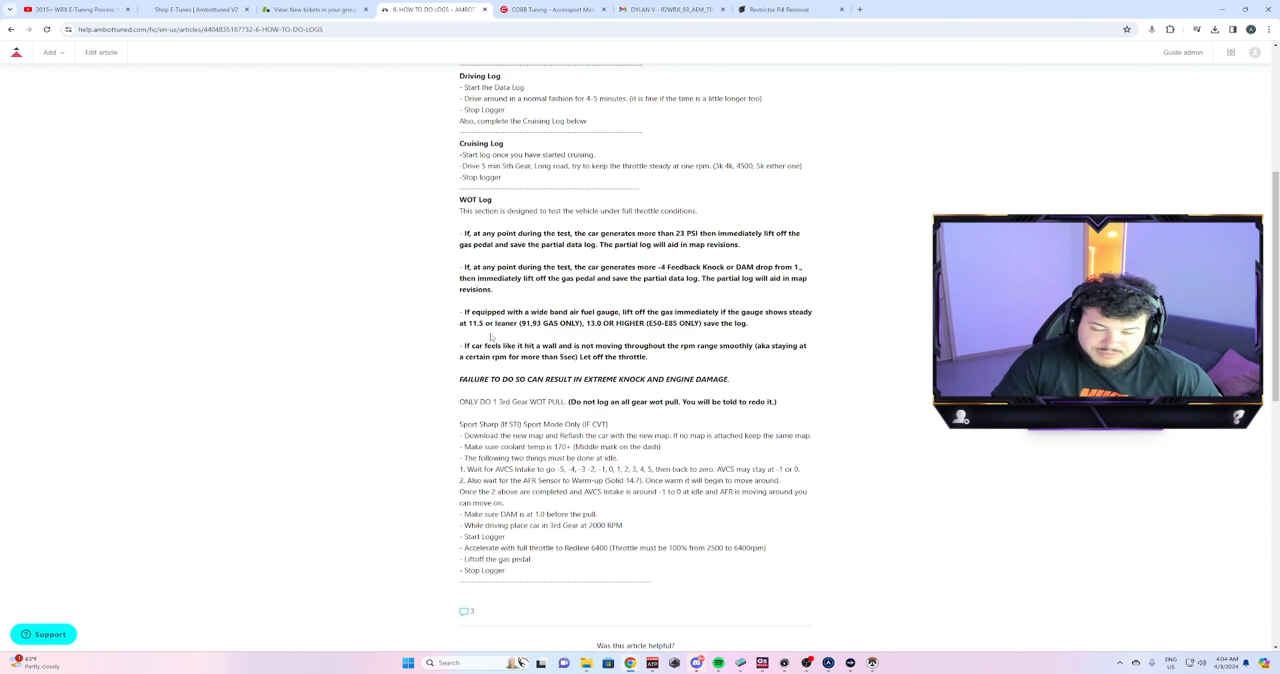 2015+ WRX E-Tuning Process
Shop E-Tunes | Ambottuned V2
View: New tickets in your group
6. HOW TO DO LOGS – AMBOT
COBB Tuning - Accessport Ma
DYLAN V - 02WRX_93_AEM_T
Restrictor Pill Removal
help.ambottuned.com/hc/en-us/articles/4404835187732-6-HOW-TO-DO-LOGS
Add
Edit article
Guide admin
Driving Log
- Start the Data Log
- Drive around in a normal fashion for 4-5 minutes. (it is fine if the time is a little longer too)
- Stop Logger
Also, complete the Cruising Log below
Cruising Log
-Start log once you have started cruising.
-Drive 5 min 5th Gear, Long road, try to keep the throttle steady at one rpm. (3k 4k, 4500, 5k either one)
-Stop logger
WOT Log
This section is designed to test the vehicle under full throttle conditions.
- If, at any point during the test, the car generates more than 23 PSI then immediately lift off the
gas pedal and save the partial data log. The partial log will aid in map revisions.
- If, at any point during the test, the car generates more -4 Feedback Knock or DAM drop from 1.,
then immediately lift off the gas pedal and save the partial data log. The partial log will aid in map
revisions.
- If equipped with a wide band air fuel gauge, lift off the gas immediately if the gauge shows steady
at 11.5 or leaner (91,93 GAS ONLY), 13.0 OR HIGHER (E50-E85 ONLY) save the log.
- If car feels like it hit a wall and is not moving throughout the rpm range smoothly (aka staying at
a certain rpm for more than 5sec) Let off the throttle.
FAILURE TO DO SO CAN RESULT IN EXTREME KNOCK AND ENGINE DAMAGE.
ONLY DO 1 3rd Gear WOT PULL. (Do not log an all gear wot pull. You will be told to redo it.)
Sport Sharp (If STI) Sport Mode Only (IF CVT)
- Download the new map and Reflash the car with the new map. If no map is attached keep the same map.
- Make sure coolant temp is 170+ (Middle mark on the dash)
- The following two things must be done at idle.
1. Wait for AVCS Intake to go -5, -4, -3 -2, -1, 0, 1, 2, 3, 4, 5, then back to zero. AVCS may stay at -1 or 0.
2. Also wait for the AFR Sensor to Warm-up (Solid 14.7). Once warm it will begin to move around.
Once the 2 above are completed and AVCS Intake is around -1 to 0 at idle and AFR is moving around you
can move on.
- Make sure DAM is at 1.0 before the pull.
- While driving place car in 3rd Gear at 2000 RPM
- Start Logger
- Accelerate with full throttle to Redline 6400 (Throttle must be 100% from 2500 to 6400rpm)
- Liftoff the gas pedal
- Stop Logger
3
Was this article helpful?
Support
63°F
Partly cloudy
Search
ENG
US
4:04 AM
4/3/2024